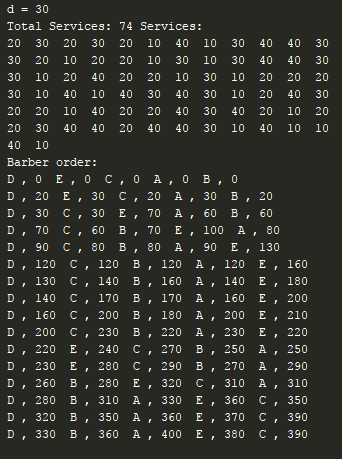 d = 30
Total Services: 74 Services:
20 30 20 30 20 10 40 10 30 40 40 30
30 20 10 20 20 10 30 10 30 40 40 30
30 10 20 40 20 20 10 30 10 20 20 20
10 30 40 10 40 30 10 30 40 30 40 30
20 10 20 40 20 30 10 30 40 20 10 20
20 30 40 40 20 40 40 30 10 40 10 10
40 10
Barber order:
D , 0 E , 0 C , 0 A , 0 B , 0
D , 20 E , 30 C , 20 A , 30 B , 20
D , 30 C , 30 E , 70 A , 60 B , 60
D , 70 C , 60 B , 70 E , 100 A , 80
D , 90 C , 80 B , 80 A , 90 E , 130
D , 120 C , 120 B , 120 A , 120 E , 160
D , 130 C , 140 B , 160 A , 140 E , 180
D , 140 C , 170 B , 170 A , 160 E , 200
D , 160 C , 200 B , 180 A , 200 E , 210
D , 200 C , 230 B , 220 A , 230 E , 220
D , 220 E , 240 C , 270 B , 250 A , 250
D , 230 E , 280 C , 290 B , 270 A , 290
D , 260 B , 280 E , 320 C , 310 A , 310
D , 280 B , 310 A , 330 E , 360 C , 350
D , 320 B , 350 A , 360 E , 370 C , 390
D , 330 B , 360 A , 400 E , 380 C , 390